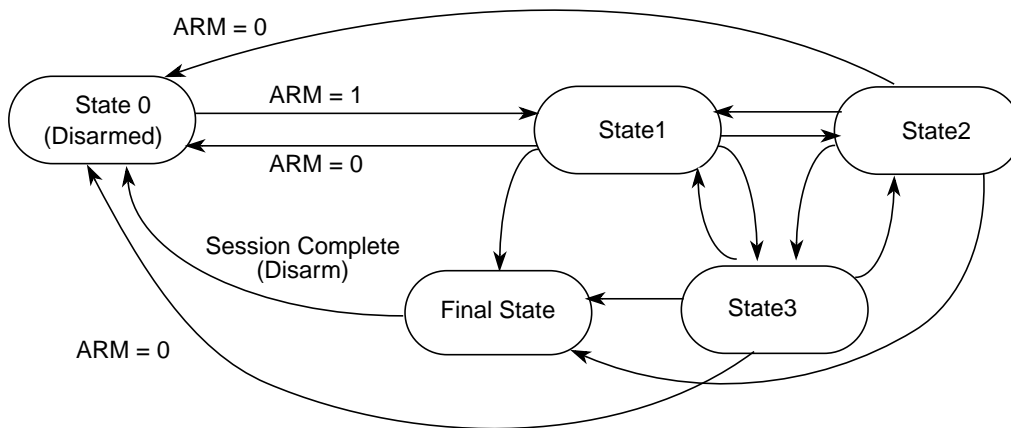 ARM = 0
State 0
(Disarmed)
ARM = 1
State1
State2
ARM = 0
Session Complete
(Disarm)
Final State
State3
ARM = 0